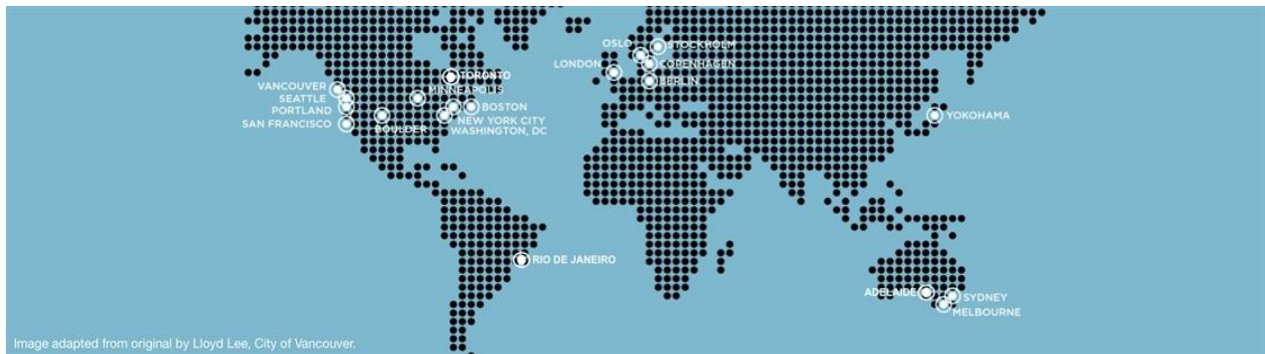 OSLO
STOCKHOLM
LONDON
COPENHAGEN
BERLIN
TORONTO
VANCOUVER
MINNEAPOLIS
SEATTLE
PORTLAND
BOSTON
SAN FRANCISCO
BOULDER
NEW YORK CITY
WASHINGTON, DC
YOKOHAMA
RIO DE JANEIRO
ADELAIDE
SYDNEY
MELBOURNE
Image adapted from original by Lloyd Lee, City of Vancouver.